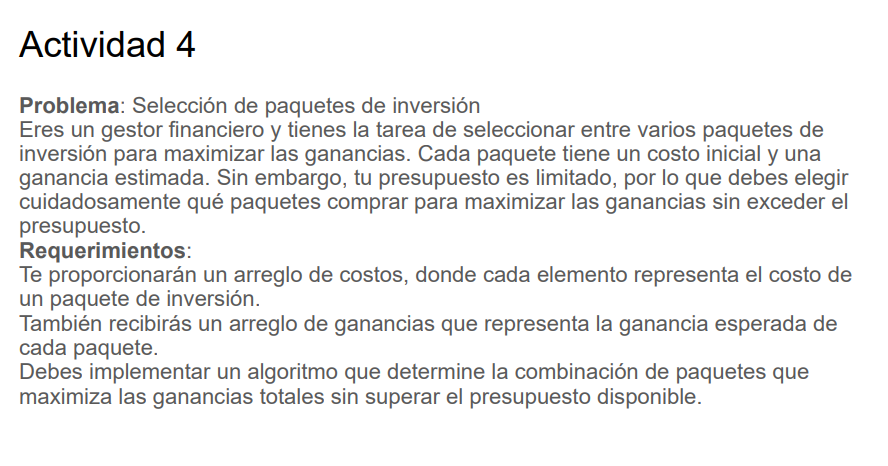 Actividad 4
Problema: Selección de paquetes de inversión
Eres un gestor financiero y tienes la tarea de seleccionar entre varios paquetes de
inversión para maximizar las ganancias. Cada paquete tiene un costo inicial y una
ganancia estimada. Sin embargo, tu presupuesto es limitado, por lo que debes elegir
cuidadosamente qué paquetes comprar para maximizar las ganancias sin exceder el
presupuesto.
Requerimientos:
Te proporcionarán un arreglo de costos, donde cada elemento representa el costo de
un paquete de inversión.
También recibirás un arreglo de ganancias que representa la ganancia esperada de
cada paquete.
Debes implementar un algoritmo que determine la combinación de paquetes que
maximiza las ganancias totales sin superar el presupuesto disponible.